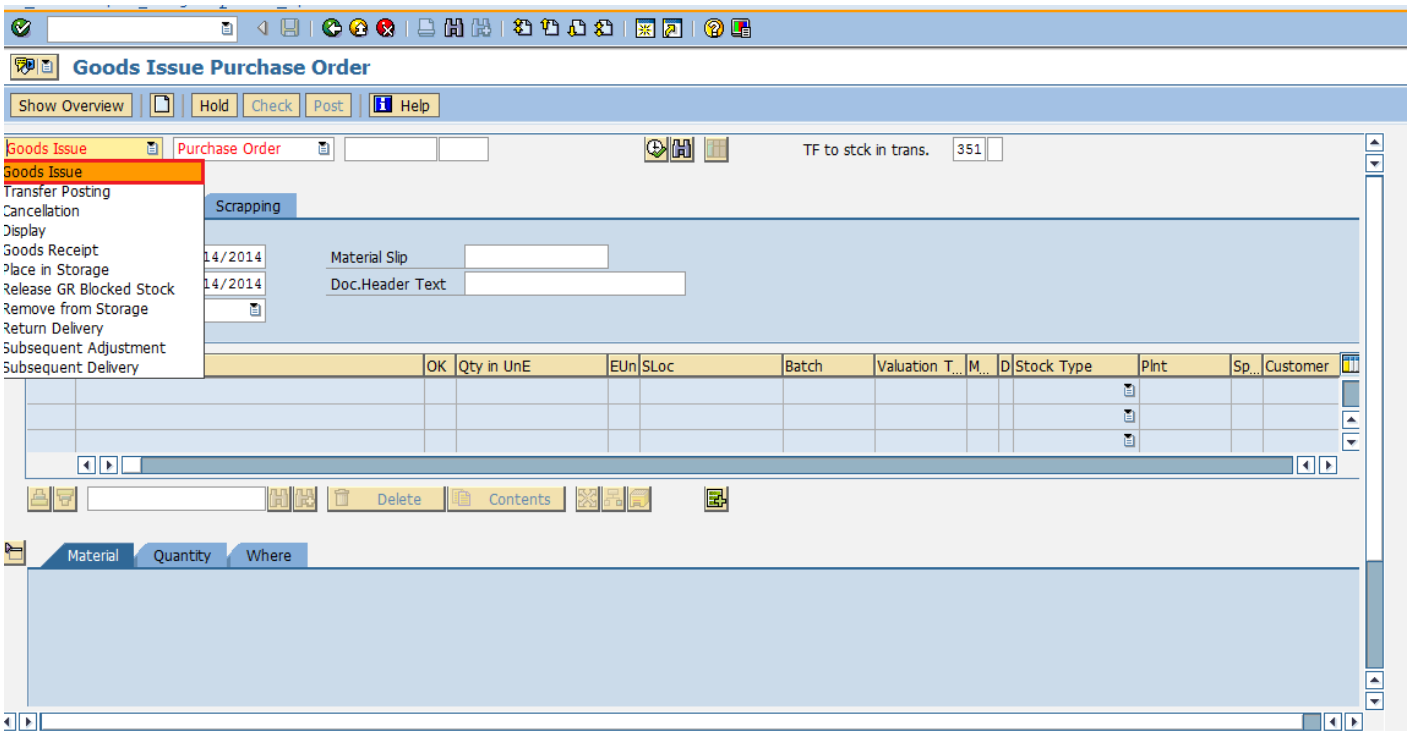 Goods Issue Purchase Order
Show Overview Hold Check Post Help
Goods Issue Purchase Order TF to stck in trans. 351
Goods Issue
Transfer Posting
Cancellation
Scrapping
Display
Goods Receipt
14/2014 Material Slip
Place in Storage
Release GR Blocked Stock
14/2014 Doc.Header Text
Remove from Storage
Return Delivery
Subsequent Adjustment
Subsequent Delivery
OK Qty in UnE EUn SLoc Batch Valuation T... M... D Stock Type Plnt Sp... Customer
Delete Contents
Material Quantity Where